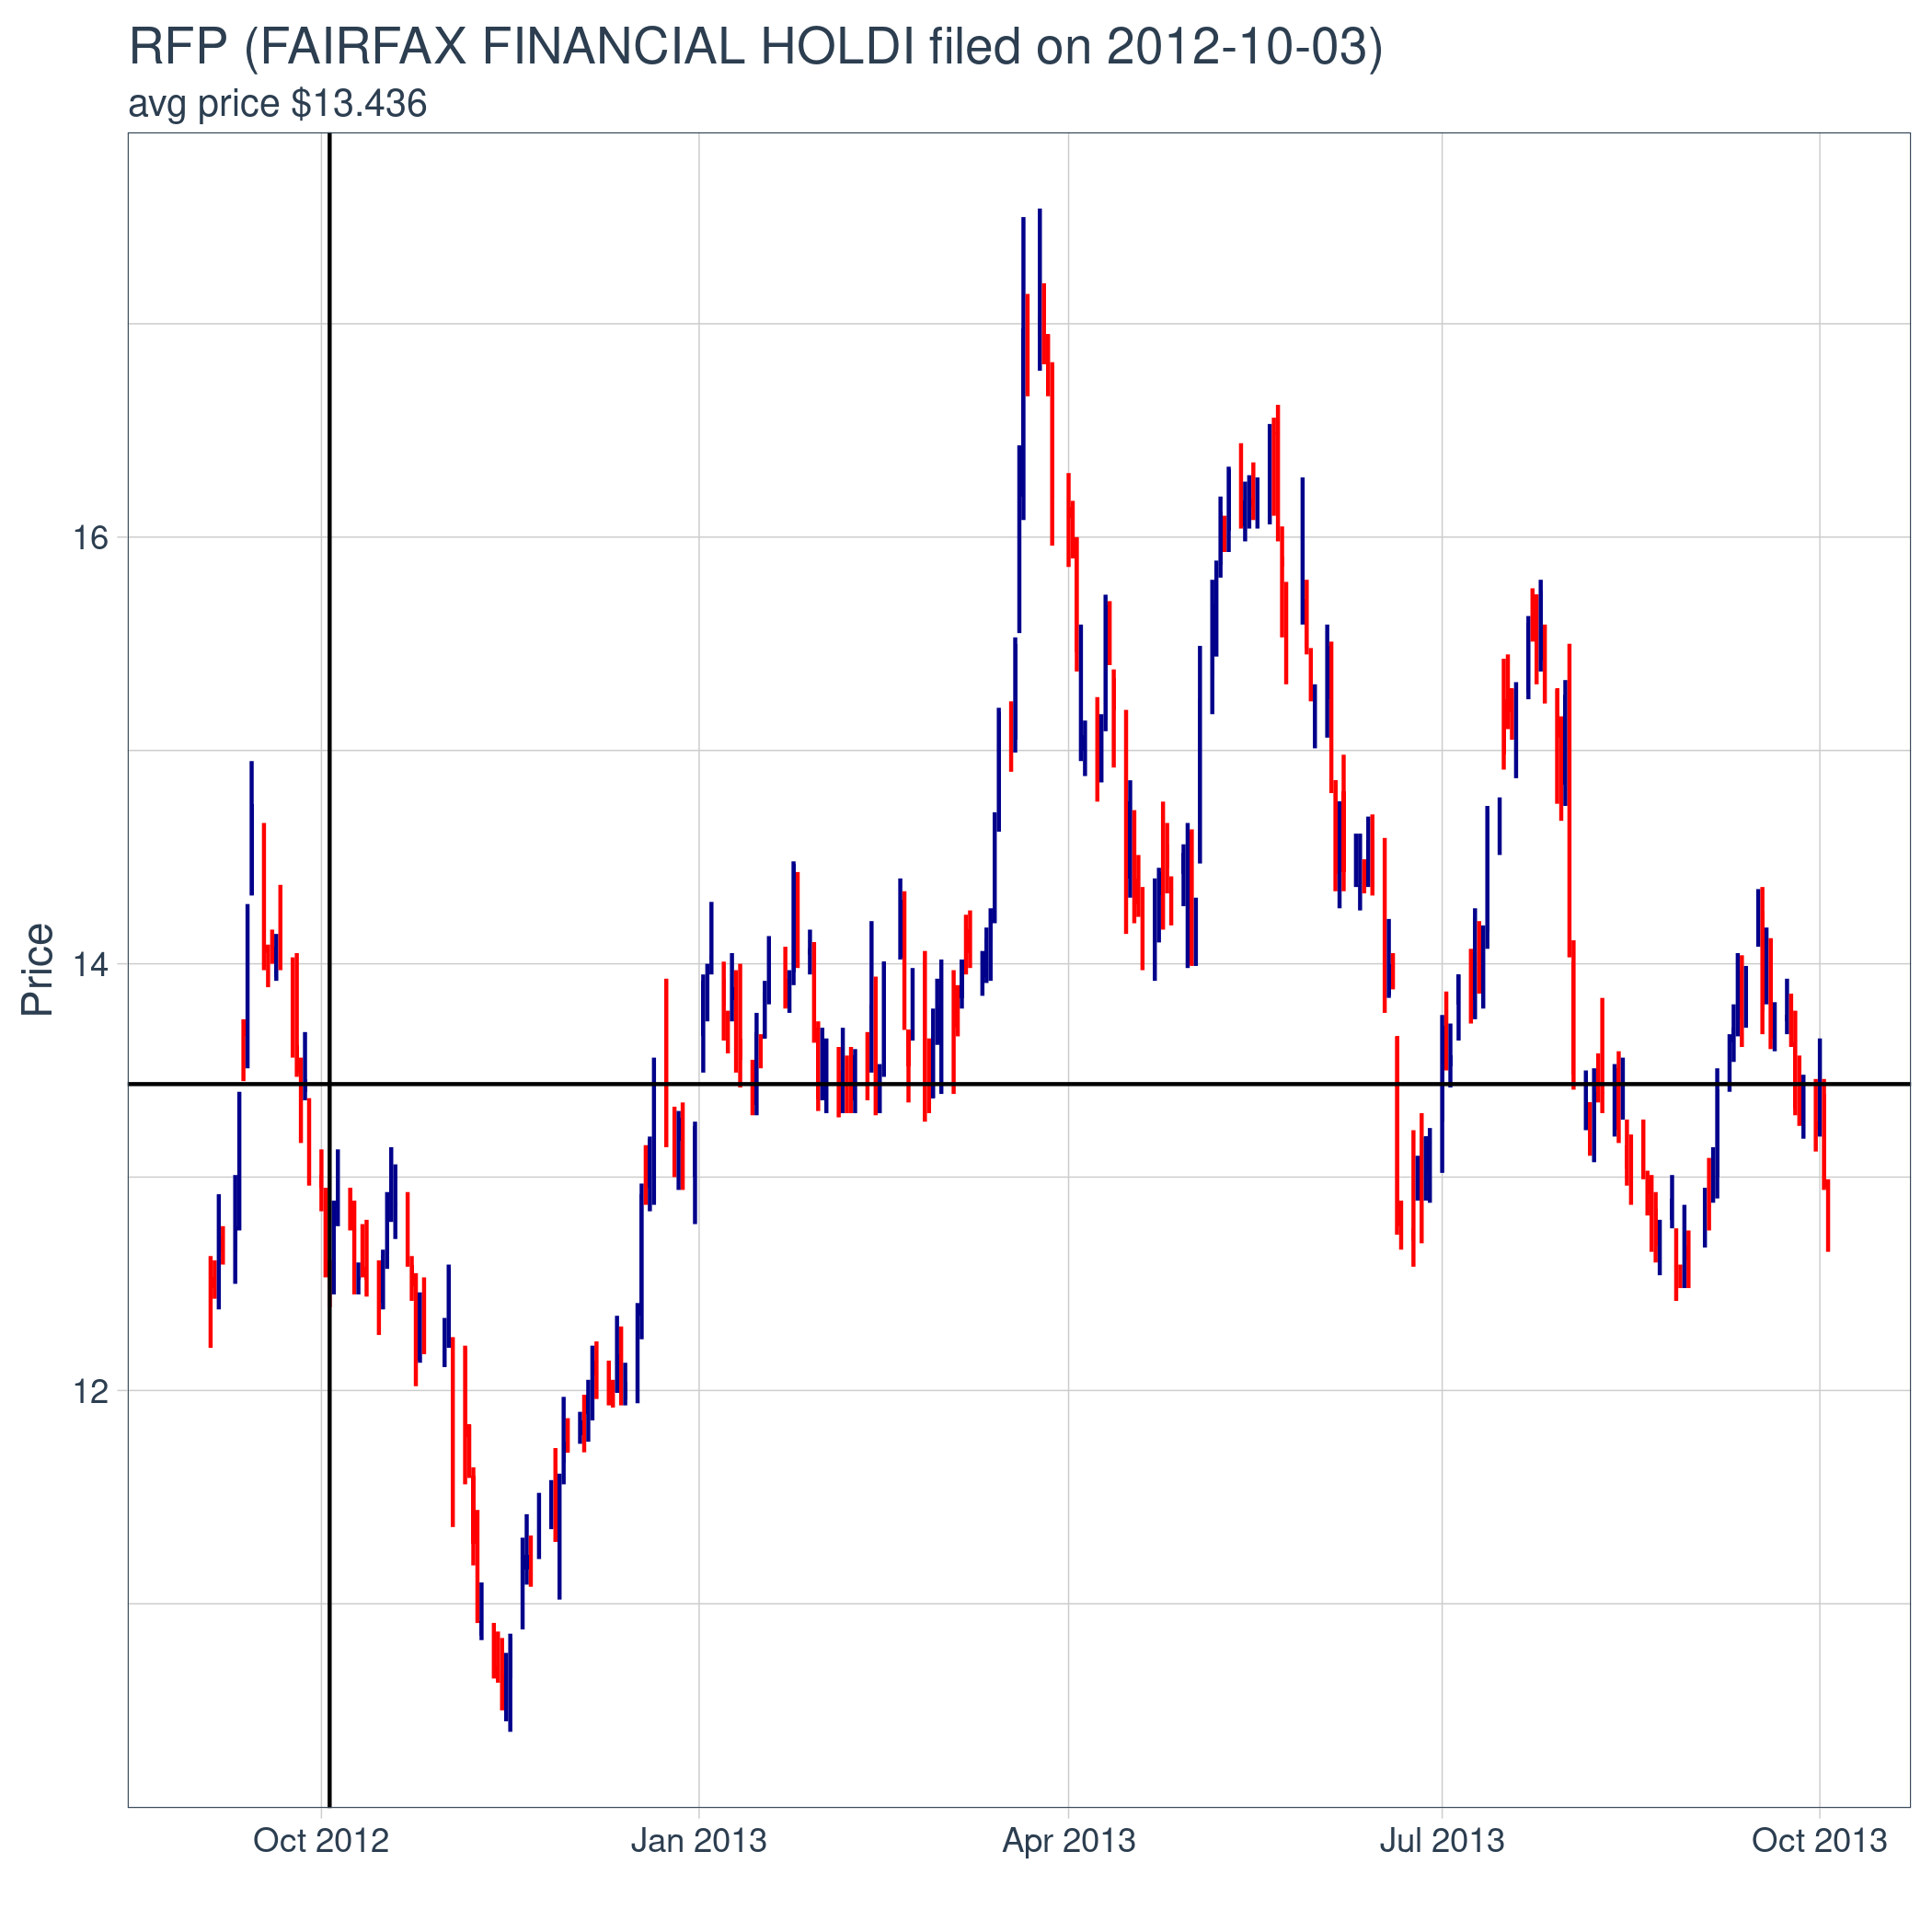 RFP (FAIRFAX FINANCIAL HOLDI filed on 2012-10-03)
avg price $13.436
Price
16
14
12
Oct 2012
Jan 2013
Apr 2013
Jul 2013
Oct 2013